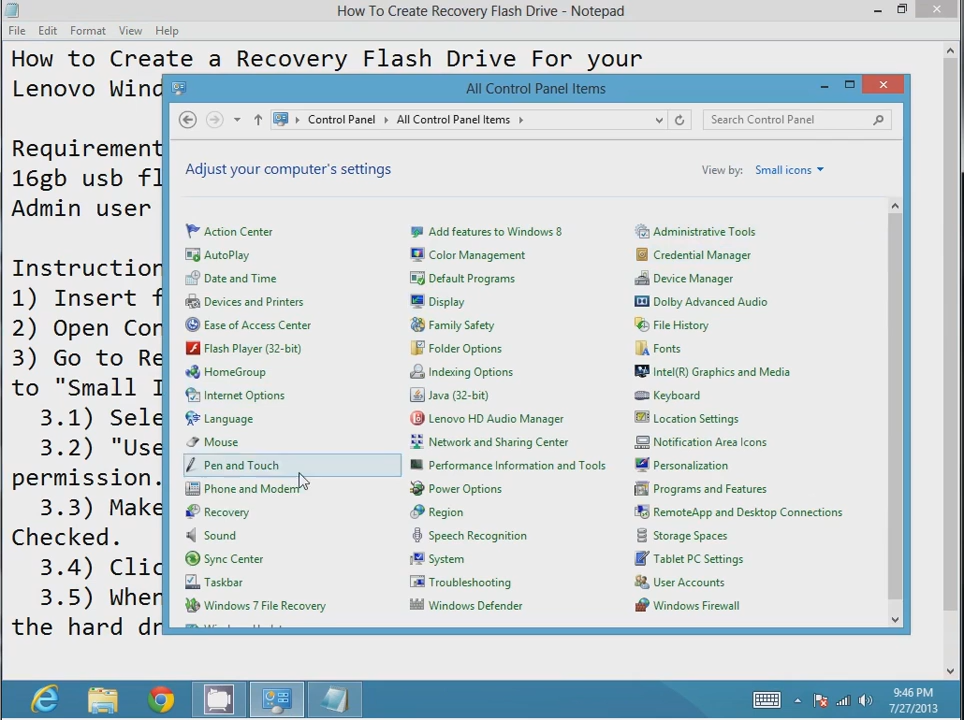 How To Create Recovery Flash Drive - Notepad
File Edit Format View Help
How to Create a Recovery Flash Drive For your
Lenovo Wind
Requirement
16gb usb fl
Admin user
Instruction
1) Insert f
2) Open Con
3) Go to Re
to "Small I
3.1) Sele
3.2) "Use
permission.
3.3) Make
Checked.
3.4) Clic
3.5) When
the hard dr
All Control Panel Items
Control Panel All Control Panel Items
Search Control Panel
Adjust your computer's settings
View by: Small icons
Action Center Add features to Windows 8 Administrative Tools
AutoPlay Color Management Credential Manager
Date and Time Default Programs Device Manager
Devices and Printers Display Dolby Advanced Audio
Ease of Access Center Family Safety File History
Flash Player (32-bit) Folder Options Fonts
HomeGroup Indexing Options Intel(R) Graphics and Media
Internet Options Java (32-bit) Keyboard
Language Lenovo HD Audio Manager Location Settings
Mouse Network and Sharing Center Notification Area Icons
Pen and Touch Performance Information and Tools Personalization
Phone and Modem Power Options Programs and Features
Recovery Region RemoteApp and Desktop Connections
Sound Speech Recognition Storage Spaces
Sync Center System Tablet PC Settings
Taskbar Troubleshooting User Accounts
Windows 7 File Recovery Windows Defender Windows Firewall
9:46 PM
7/27/2013